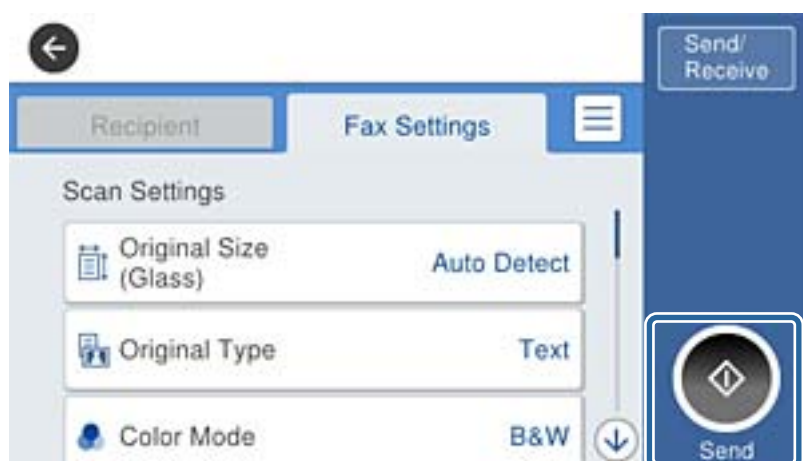 Send/
Receive
Recipient
Fax Settings
Scan Settings
Original Size
(Glass)
Auto Detect
Original Type
Text
Color Mode
B&W
Send